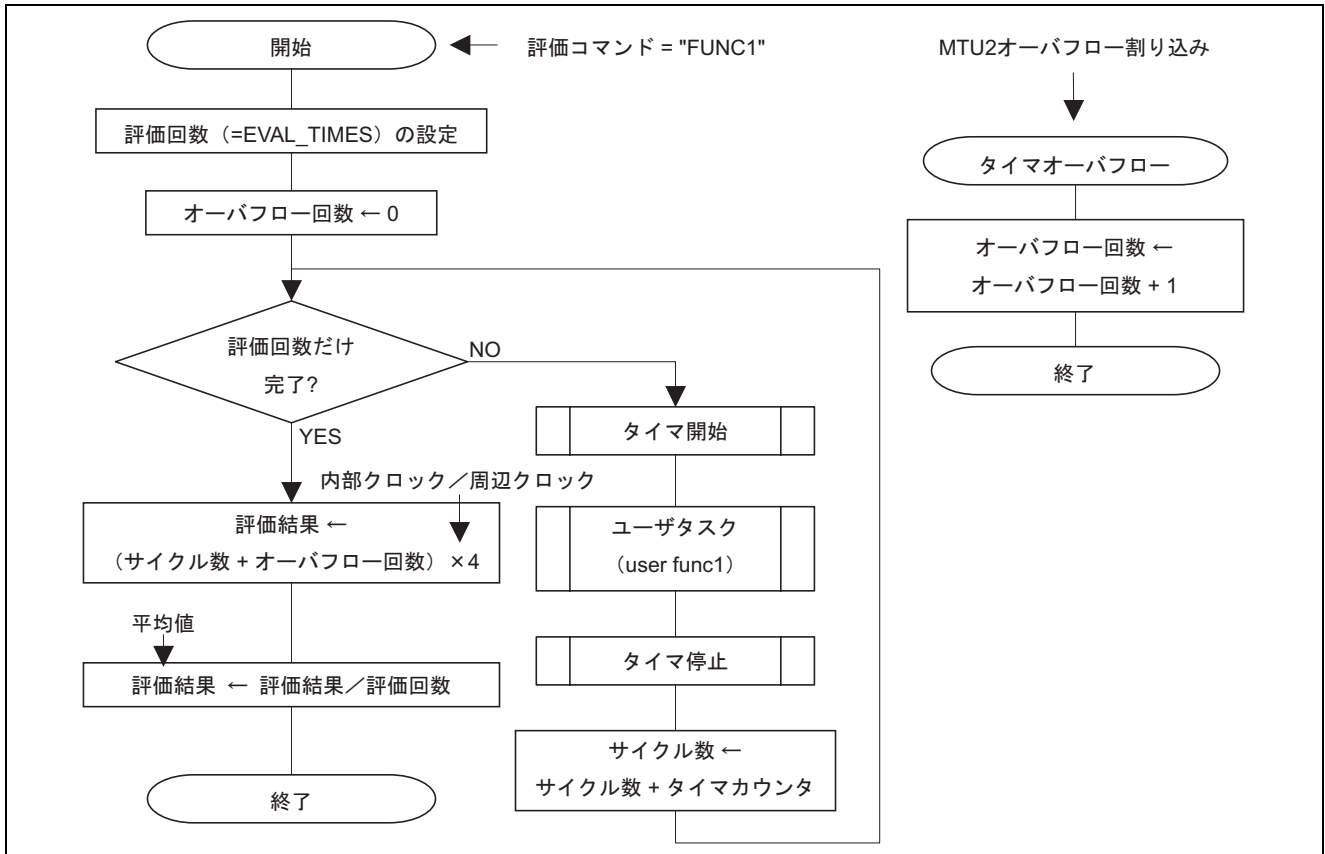 開始
評価コマンド = "FUNC1"
評価回数（=EVAL_TIMES）の設定
オーバフロー回数 ← 0
評価回数だけ
完了?
NO
YES
内部クロック／周辺クロック
評価結果 ←
（サイクル数 + オーバフロー回数）×4
平均値
評価結果 ← 評価結果／評価回数
終了
タイマ開始
ユーザタスク
（user func1）
タイマ停止
サイクル数 ←
サイクル数 + タイマカウンタ
MTU2オーバフロー割り込み
タイマオーバフロー
オーバフロー回数 ←
オーバフロー回数 + 1
終了